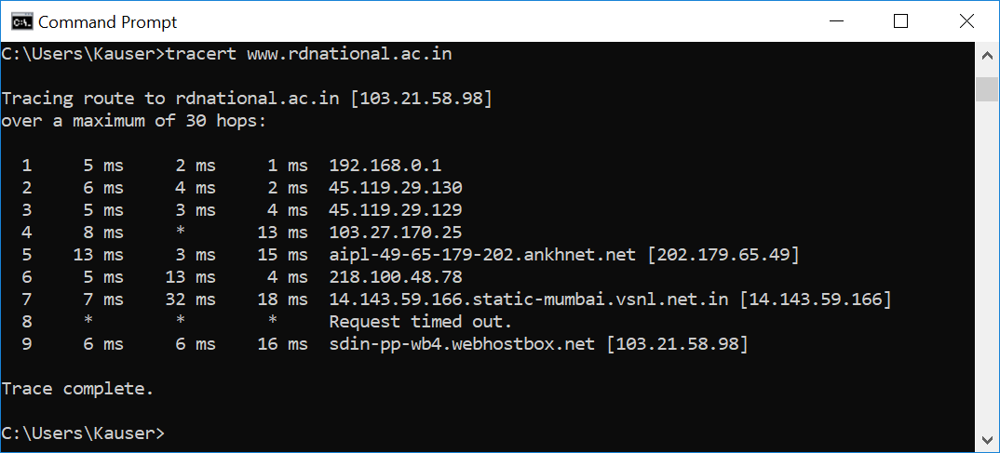 Command Prompt
C:\Users\Kauser>tracert www.rdnational.ac.in
Tracing route to rdnational.ac.in [103.21.58.98]
over a maximum of 30 hops:
1 5 ms 2 ms 1 ms 192.168.0.1
2 6 ms 4 ms 2 ms 45.119.29.130
3 5 ms 3 ms 4 ms 45.119.29.129
4 8 ms * 13 ms 103.27.170.25
5 13 ms 3 ms 15 ms aipl-49-65-179-202.ankhnet.net [202.179.65.49]
6 5 ms 13 ms 4 ms 218.100.48.78
7 7 ms 32 ms 18 ms 14.143.59.166.static-mumbai.vsnl.net.in [14.143.59.166]
8 * * * Request timed out.
9 6 ms 6 ms 16 ms sdin-pp-wb4.webhostbox.net [103.21.58.98]
Trace complete.
C:\Users\Kauser>